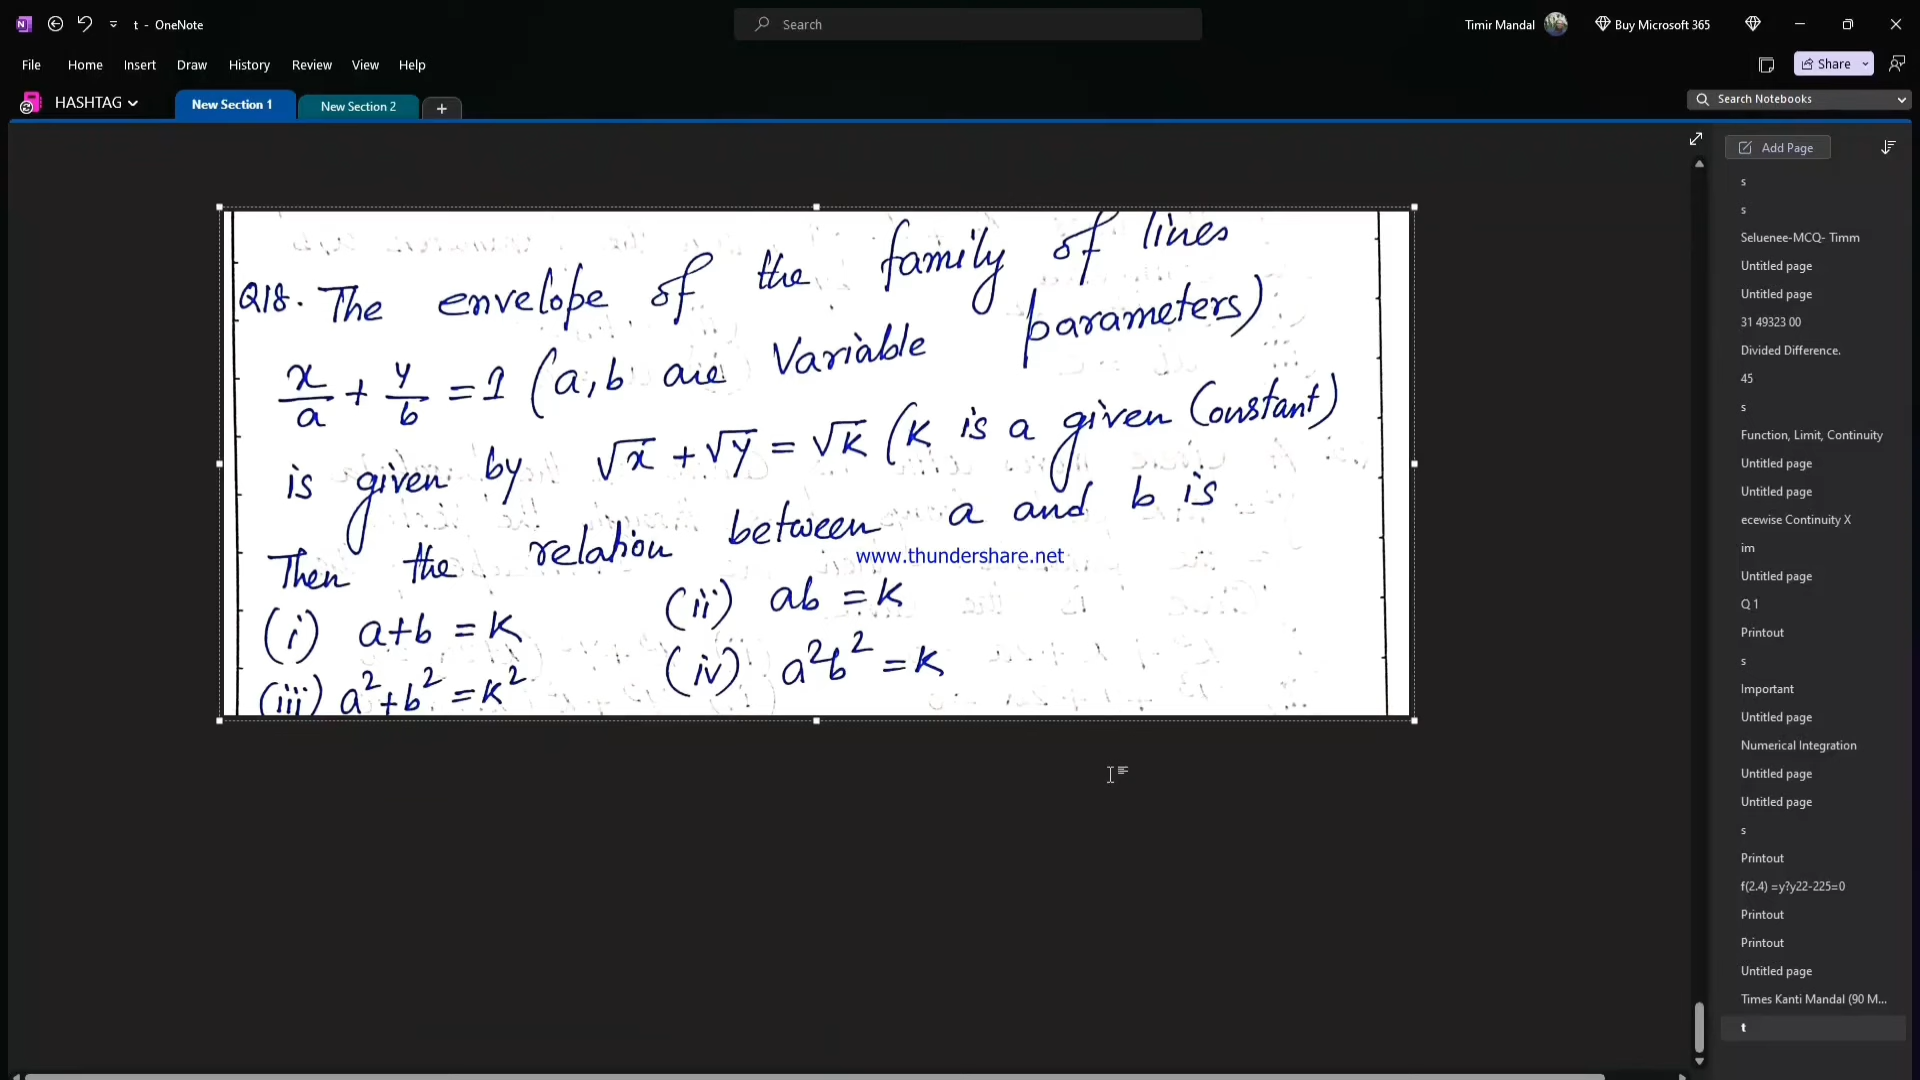 t - OneNote
Search
Timir Mandal
Buy Microsoft 365
File Home Insert Draw History Review View Help
Share
HASHTAG
New Section 1
New Section 2
+
Search Notebooks
Add Page
s
s
Seluenee-MCQ- Timm
Untitled page
Untitled page
31 49323 00
Divided Difference.
45
s
Function, Limit, Continuity
Untitled page
Untitled page
ecewise Continuity X
im
Untitled page
Q 1
Printout
s
Important
Untitled page
Numerical Integration
Untitled page
Untitled page
s
Printout
f(2.4) =y?y22-225=0
Printout
Printout
Untitled page
Times Kanti Mandal (90 M...
t
Q18. The envelope of the family of lines
x/a + y/b = 1 (a, b are variable parameters)
is given by √x + √y = √K (K is a given constant)
Then the relation between a and b is
www.thundershare.net
(i) a+b = K (ii) ab = K
(iii) a²+b² = K² (iv) a²b² = K